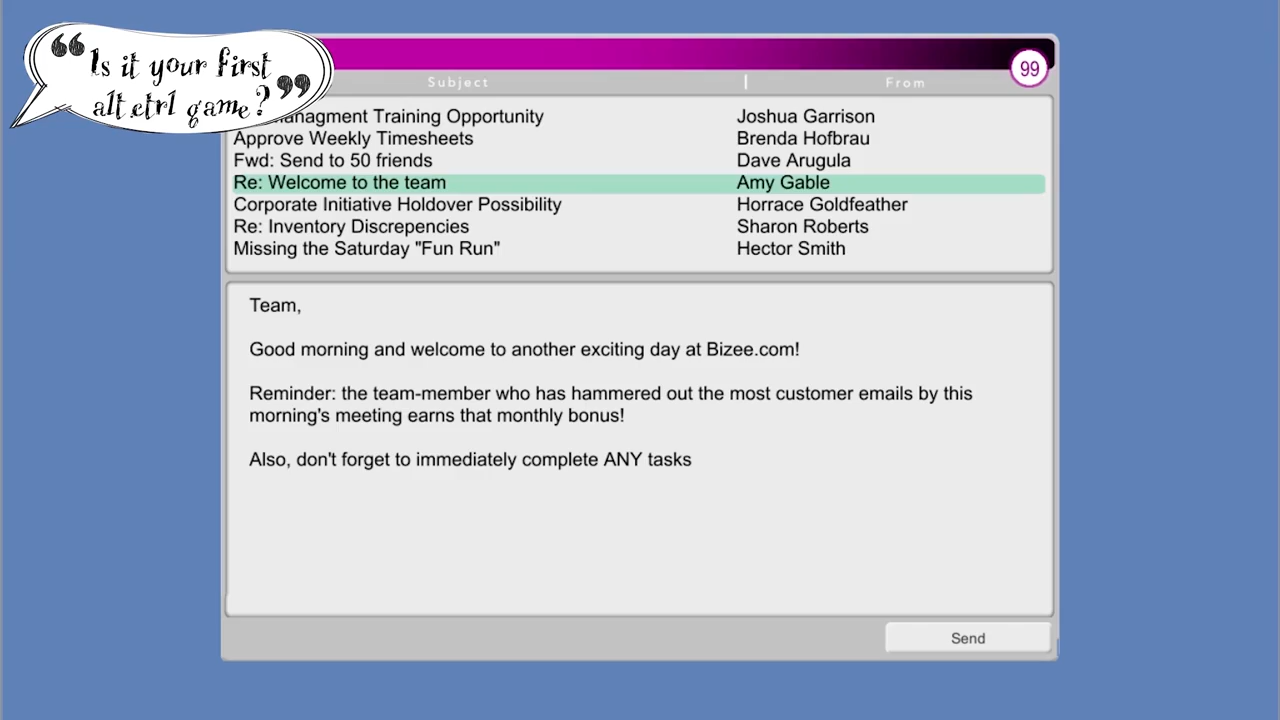 “Is it your first
alt.ctrl game?”
Subject | From
99
Managment Training Opportunity Joshua Garrison
Approve Weekly Timesheets Brenda Hofbrau
Fwd: Send to 50 friends Dave Arugula
Re: Welcome to the team Amy Gable
Corporate Initiative Holdover Possibility Horrace Goldfeather
Re: Inventory Discrepencies Sharon Roberts
Missing the Saturday "Fun Run" Hector Smith
Team,
Good morning and welcome to another exciting day at Bizee.com!
Reminder: the team-member who has hammered out the most customer emails by this
morning's meeting earns that monthly bonus!
Also, don't forget to immediately complete ANY tasks
Send